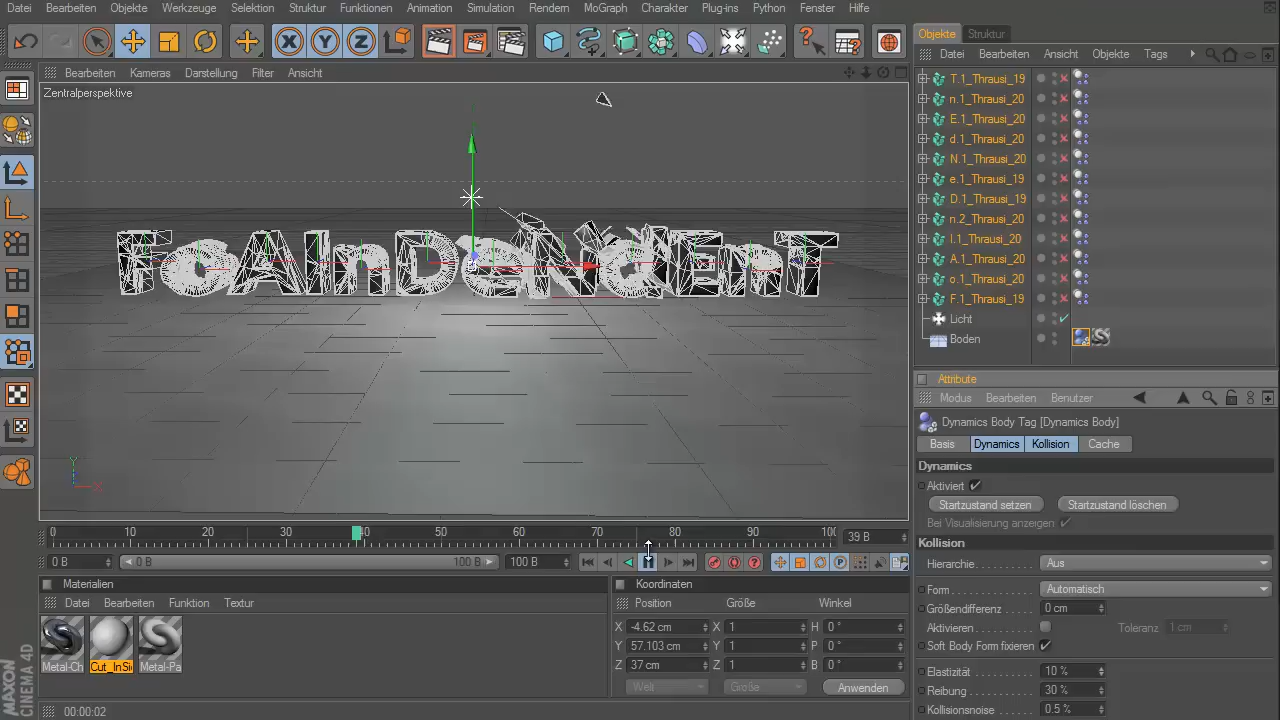 Datei Bearbeiten Objekte Werkzeuge Selektion Struktur Funktionen Animation Simulation Rendern MoGraph Charakter Plug-ins Python Fenster Hilfe
X Y Z
Objekte Struktur
Datei Bearbeiten Ansicht Objekte Tags
Bearbeiten Kameras Darstellung Filter Ansicht
Zentralperspektive
T.1_Thrausi_19
n.1_Thrausi_20
E.1_Thrausi_20
d.1_Thrausi_20
N.1_Thrausi_20
e.1_Thrausi_19
D.1_Thrausi_19
n.2_Thrausi_20
I.1_Thrausi_20
A.1_Thrausi_20
o.1_Thrausi_20
F.1_Thrausi_19
Licht
Boden
Y
X
Attribute
Modus Bearbeiten Benutzer
Dynamics Body Tag [Dynamics Body]
Basis Dynamics Kollision Cache
Dynamics
Aktiviert
Startzustand setzen Startzustand löschen
Bei Visualisierung anzeigen
Kollision
Hierarchie Aus
Form Automatisch
Größendifferenz 0 cm
Aktivieren Toleranz 1 cm
Soft Body Form fixieren
Elastizität 10 %
Reibung 30 %
Kollisionsnoise 0.5 %
0 10 20 30 40 50 60 70 80 90 100 39 B
0 B 0 B 100 B 100 B P
Materialien
Datei Bearbeiten Funktion Textur
Metal-Ch Cut_InSi Metal-Pa
Koordinaten
Position Größe Winkel
X -4.62 cm X 1 H 0 °
Y 57.103 cm Y 1 P 0 °
Z 37 cm Z 1 B 0 °
Welt Größe Anwenden
MAXON
CINEMA 4D
00:00:02